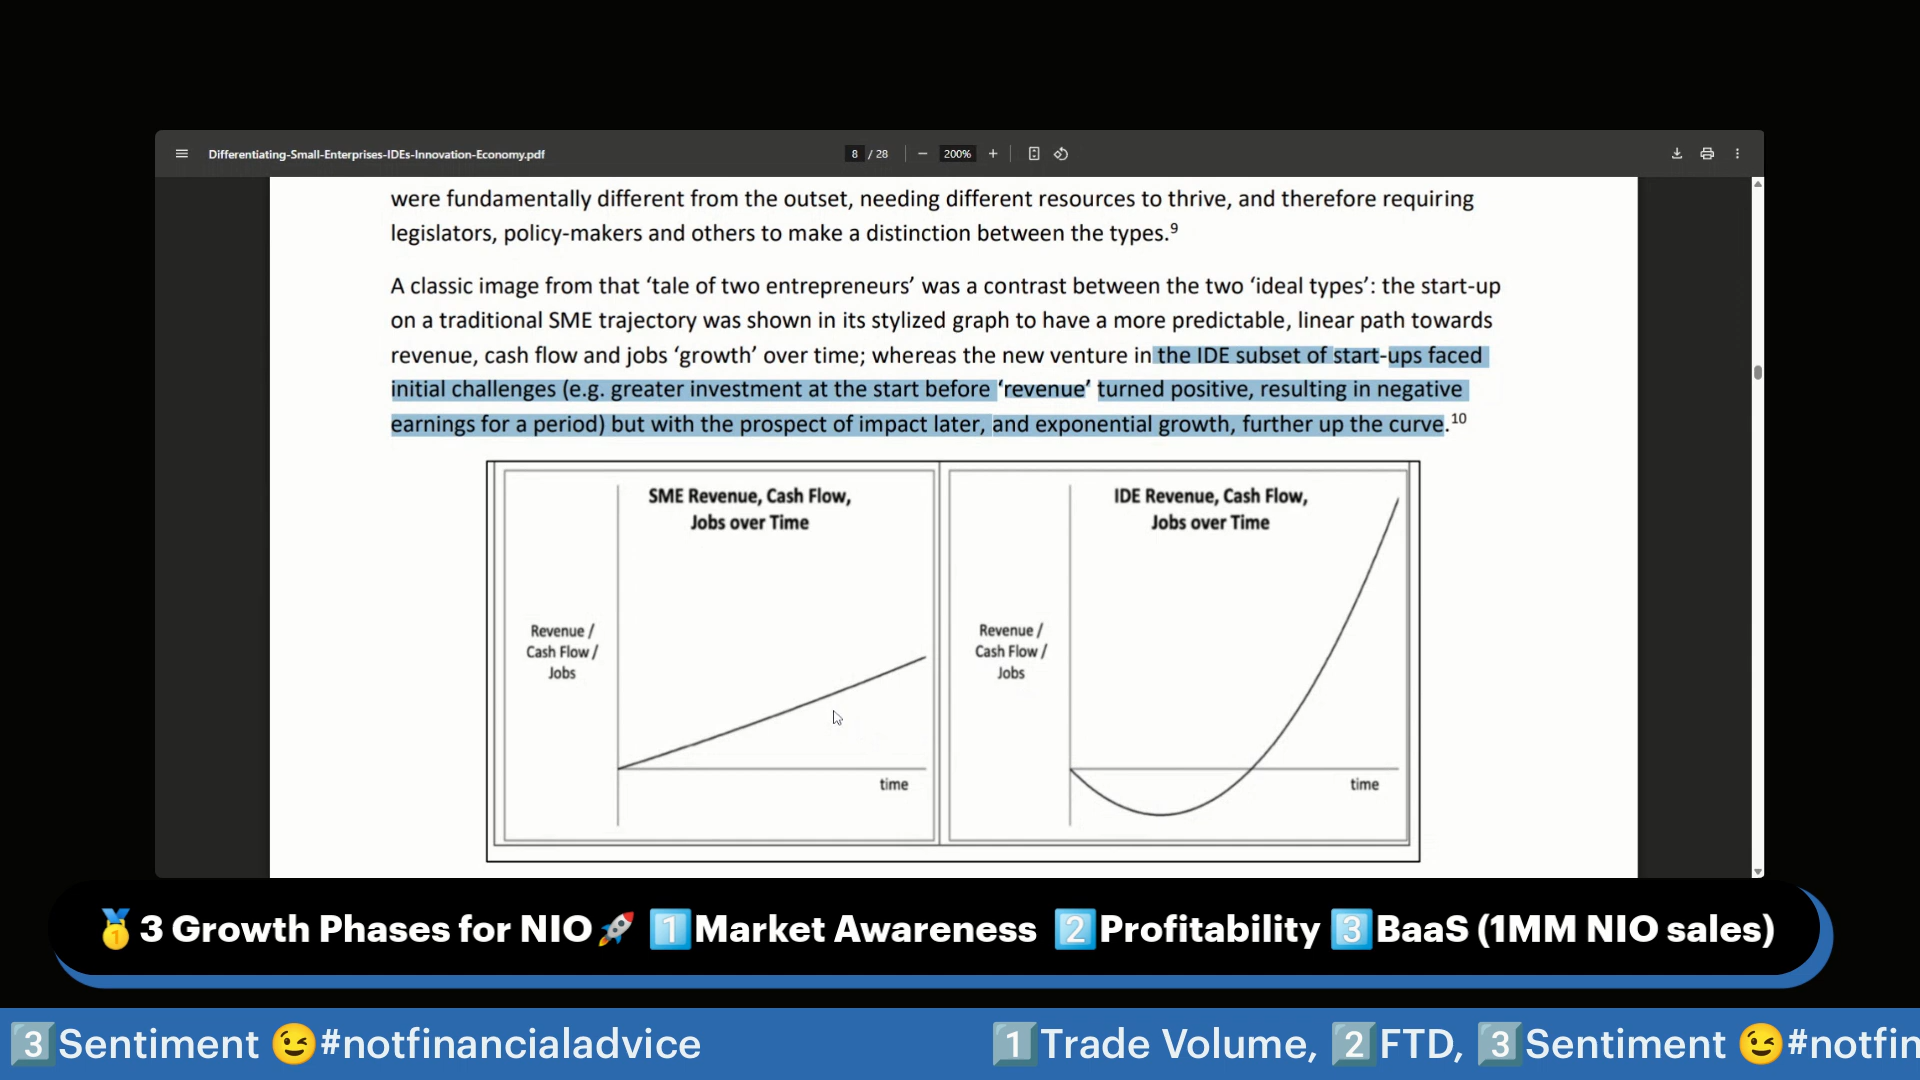 Differentiating-Small-Enterprises-IDEs-Innovation-Economy.pdf
8 / 28
200%
were fundamentally different from the outset, needing different resources to thrive, and therefore requiring
legislators, policy-makers and others to make a distinction between the types.⁹
A classic image from that ‘tale of two entrepreneurs’ was a contrast between the two ‘ideal types’: the start-up
on a traditional SME trajectory was shown in its stylized graph to have a more predictable, linear path towards
revenue, cash flow and jobs ‘growth’ over time; whereas the new venture in the IDE subset of start-ups faced
initial challenges (e.g. greater investment at the start before ‘revenue’ turned positive, resulting in negative
earnings for a period) but with the prospect of impact later, and exponential growth, further up the curve.¹⁰
SME Revenue, Cash Flow,
Jobs over Time
Revenue /
Cash Flow /
Jobs
time
IDE Revenue, Cash Flow,
Jobs over Time
Revenue /
Cash Flow /
Jobs
time
🥇3 Growth Phases for NIO🚀 1️⃣Market Awareness 2️⃣Profitability 3️⃣BaaS (1MM NIO sales)
3️⃣Sentiment 😉#notfinancialadvice 1️⃣Trade Volume, 2️⃣FTD, 3️⃣Sentiment 😉#notfin